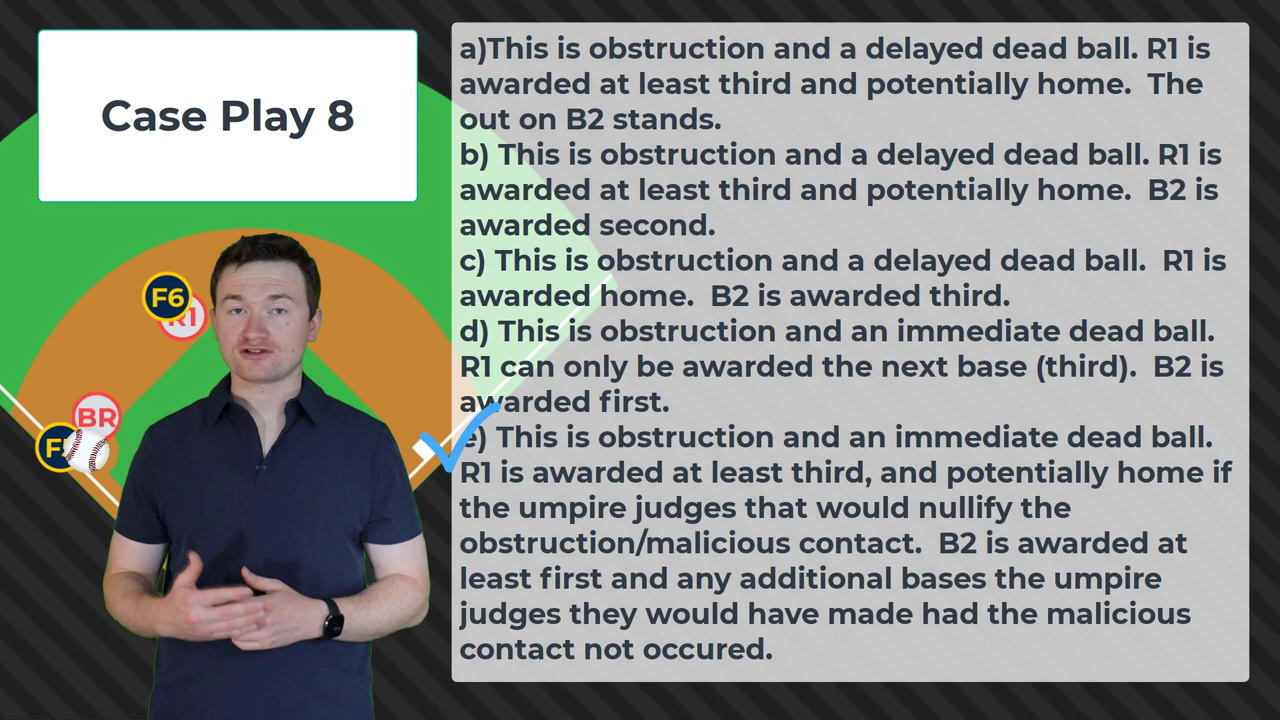 Case Play 8
a)This is obstruction and a delayed dead ball. R1 is
awarded at least third and potentially home. The
out on B2 stands.
b) This is obstruction and a delayed dead ball. R1 is
awarded at least third and potentially home. B2 is
awarded second.
c) This is obstruction and a delayed dead ball. R1 is
awarded home. B2 is awarded third.
d) This is obstruction and an immediate dead ball.
R1 can only be awarded the next base (third). B2 is
awarded first.
e) This is obstruction and an immediate dead ball.
R1 is awarded at least third, and potentially home if
the umpire judges that would nullify the
obstruction/malicious contact. B2 is awarded at
least first and any additional bases the umpire
judges they would have made had the malicious
contact not occured.
F6
R1
BR